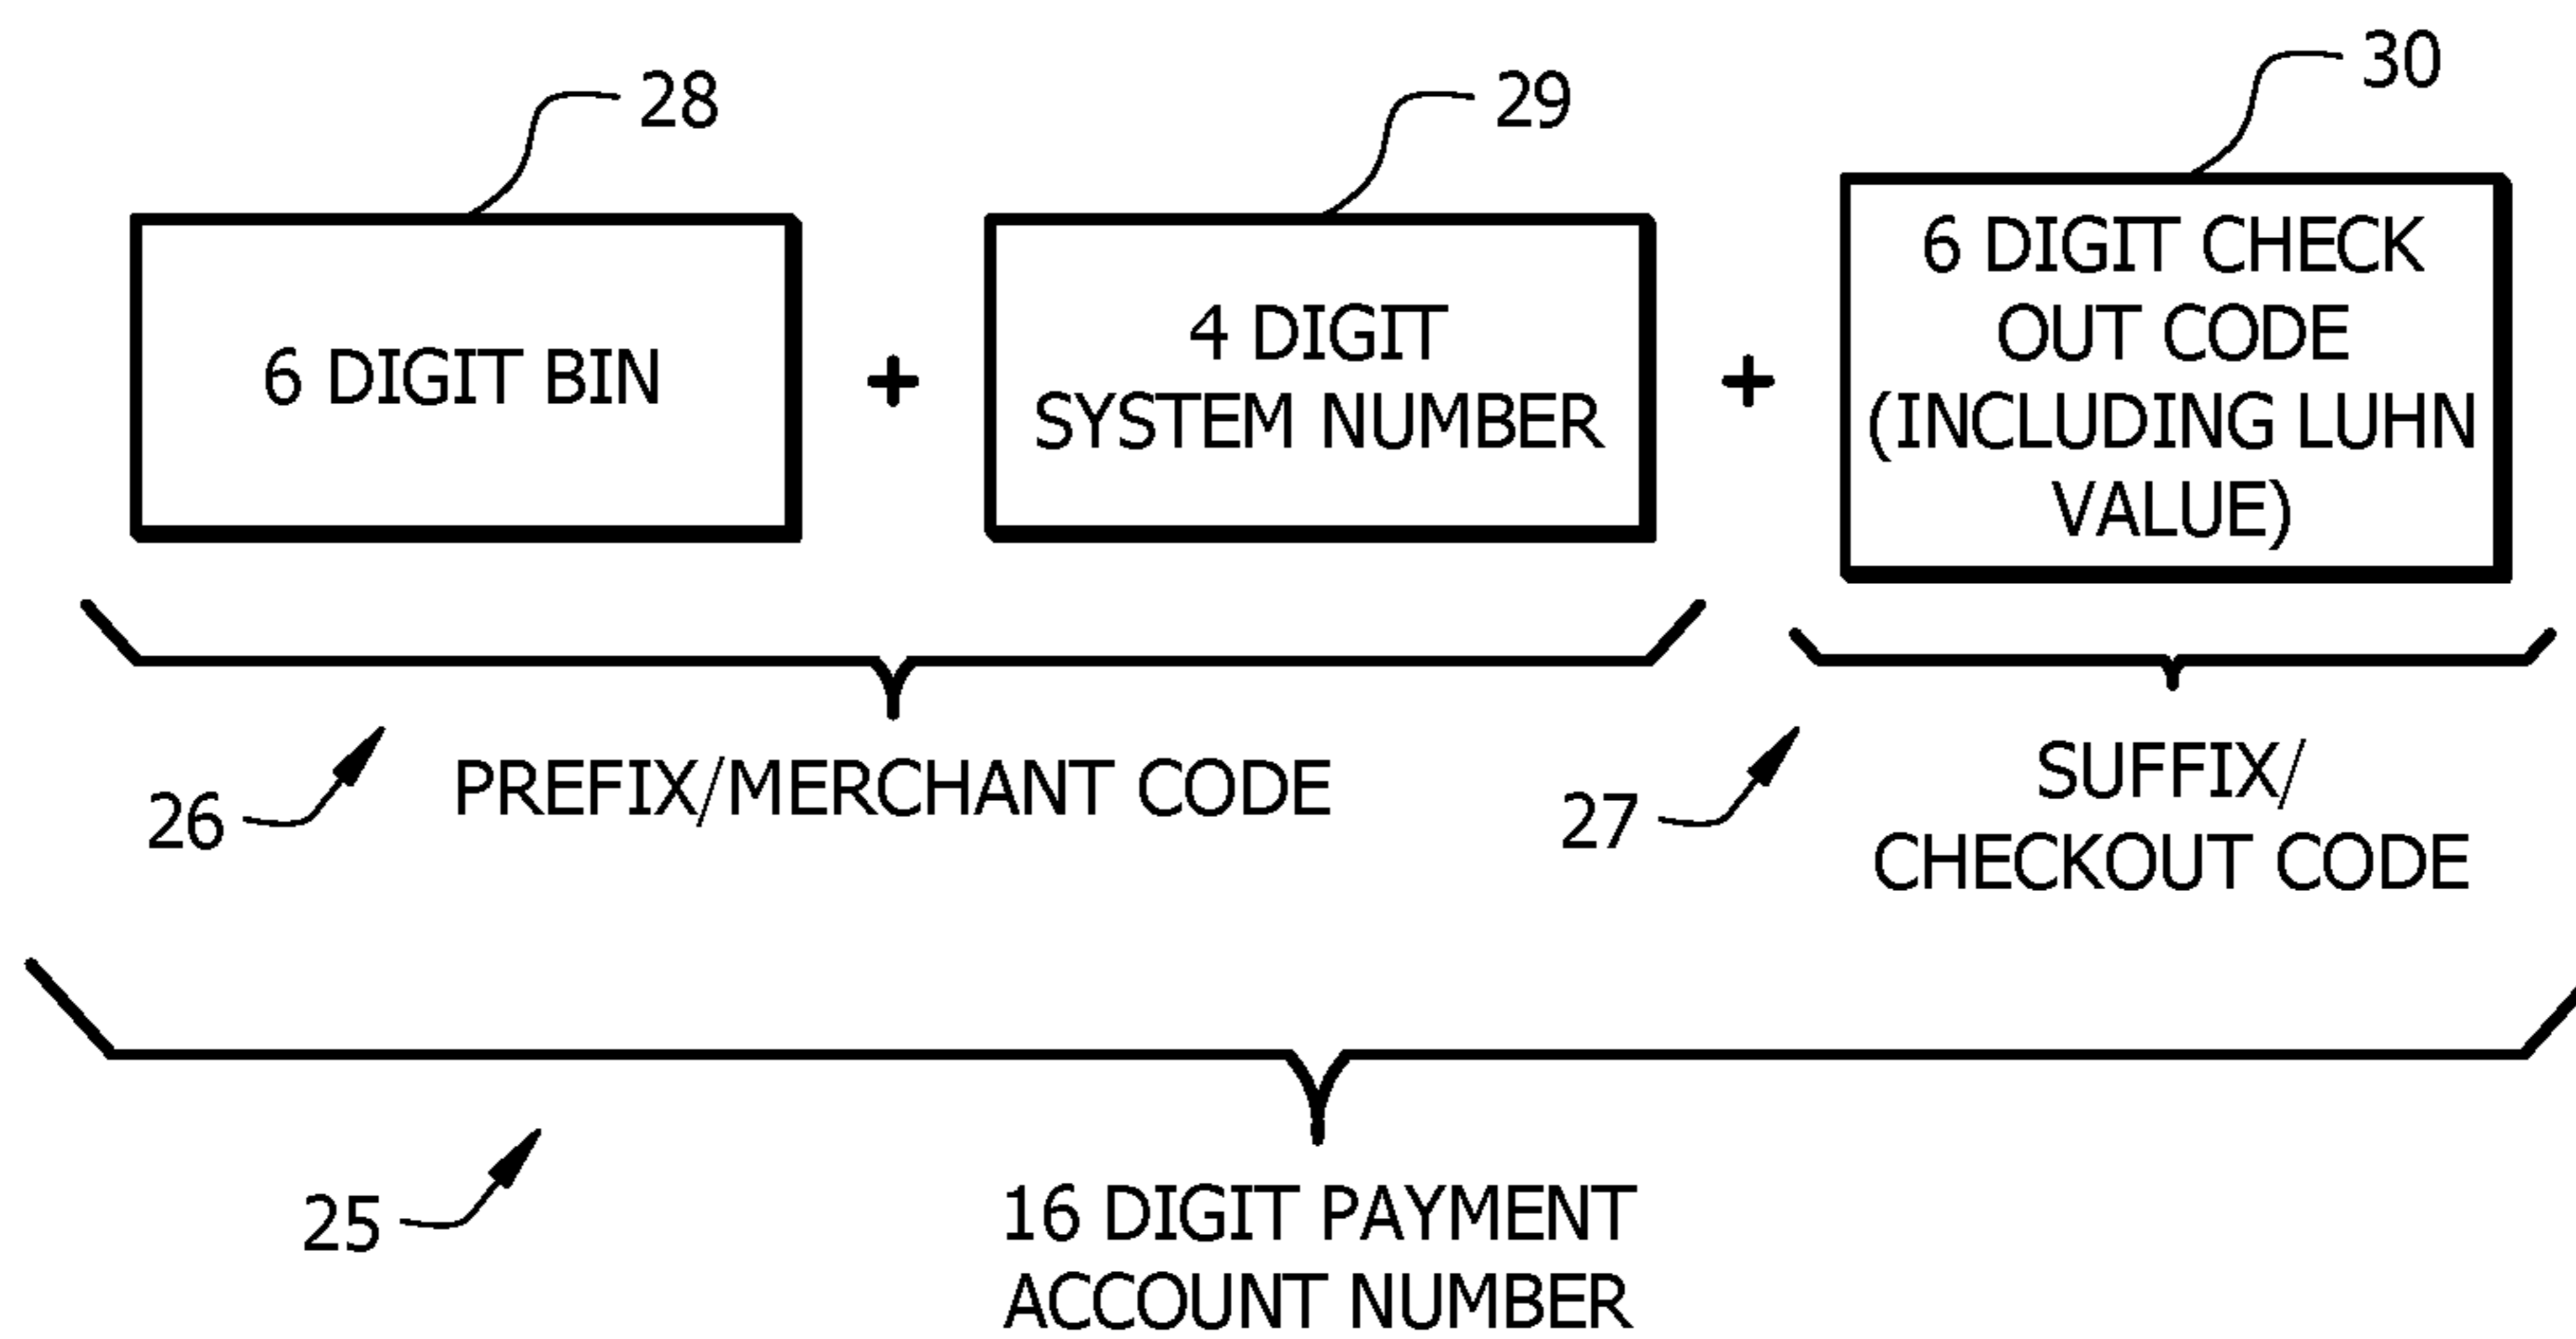 28
29
30
6 DIGIT BIN
+
4 DIGIT
SYSTEM NUMBER
+
6 DIGIT CHECK
OUT CODE
(INCLUDING LUHN
VALUE)
26
PREFIX/MERCHANT CODE
27
SUFFIX/
CHECKOUT CODE
25
16 DIGIT PAYMENT
ACCOUNT NUMBER